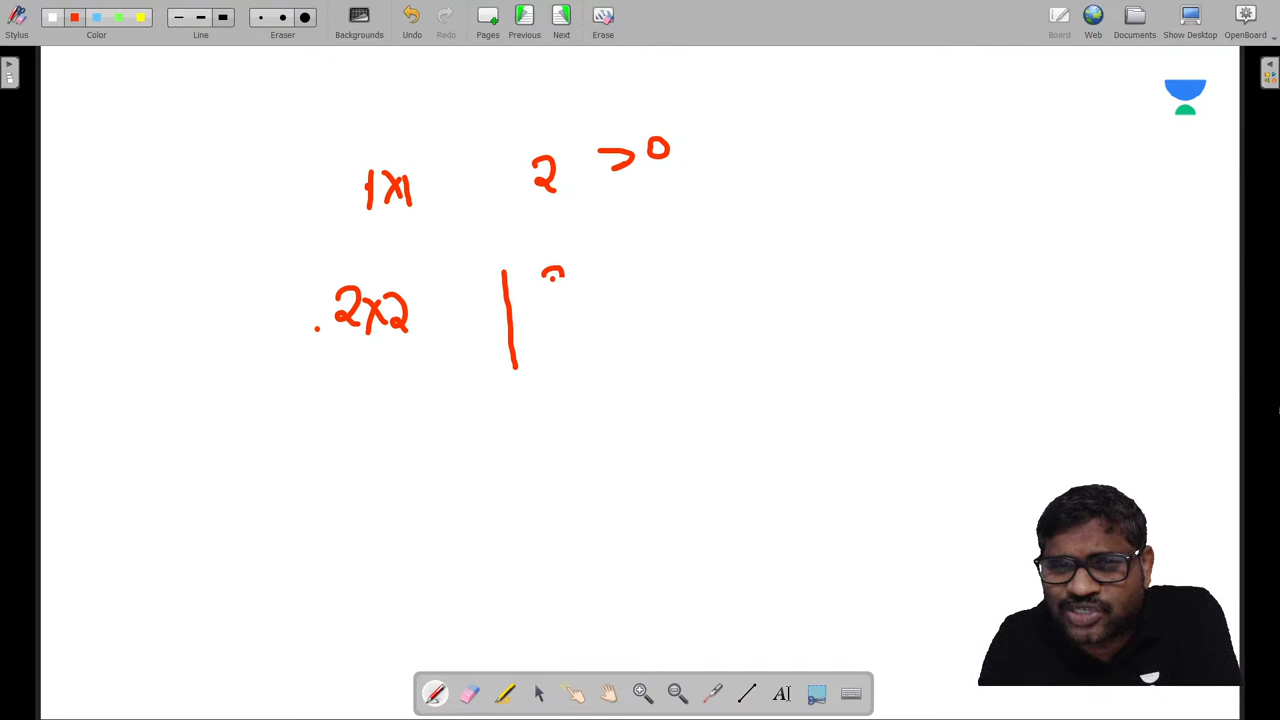 Stylus
Color
Line
Eraser
Backgrounds
Undo
Redo
Pages
Previous
Next
Erase
Board
Web
Documents
Show Desktop
OpenBoard
1x1 2 >0
.2x2 |
AI